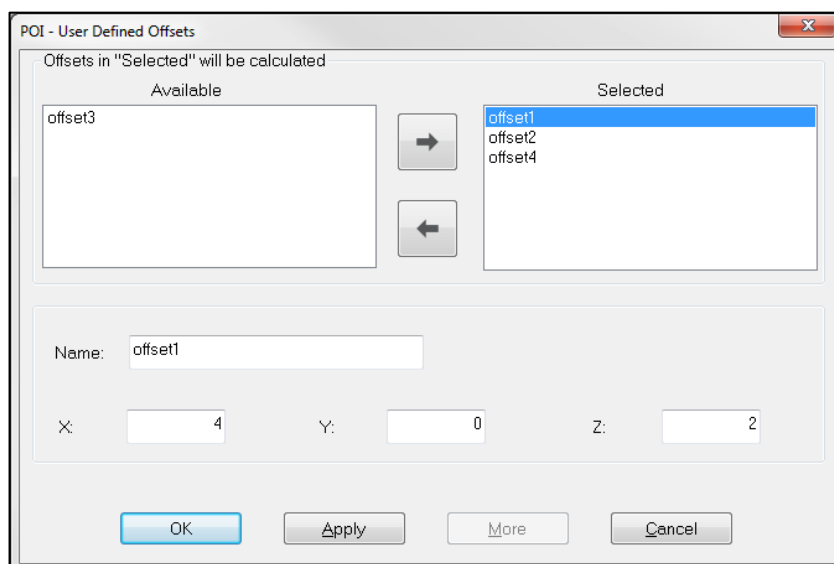 POI - User Defined Offsets
Offsets in "Selected" will be calculated
Available
Selected
offset3
offset1
offset2
offset4
Name: offset1
X: 4 Y: 0 Z: 2
OK Apply More Cancel